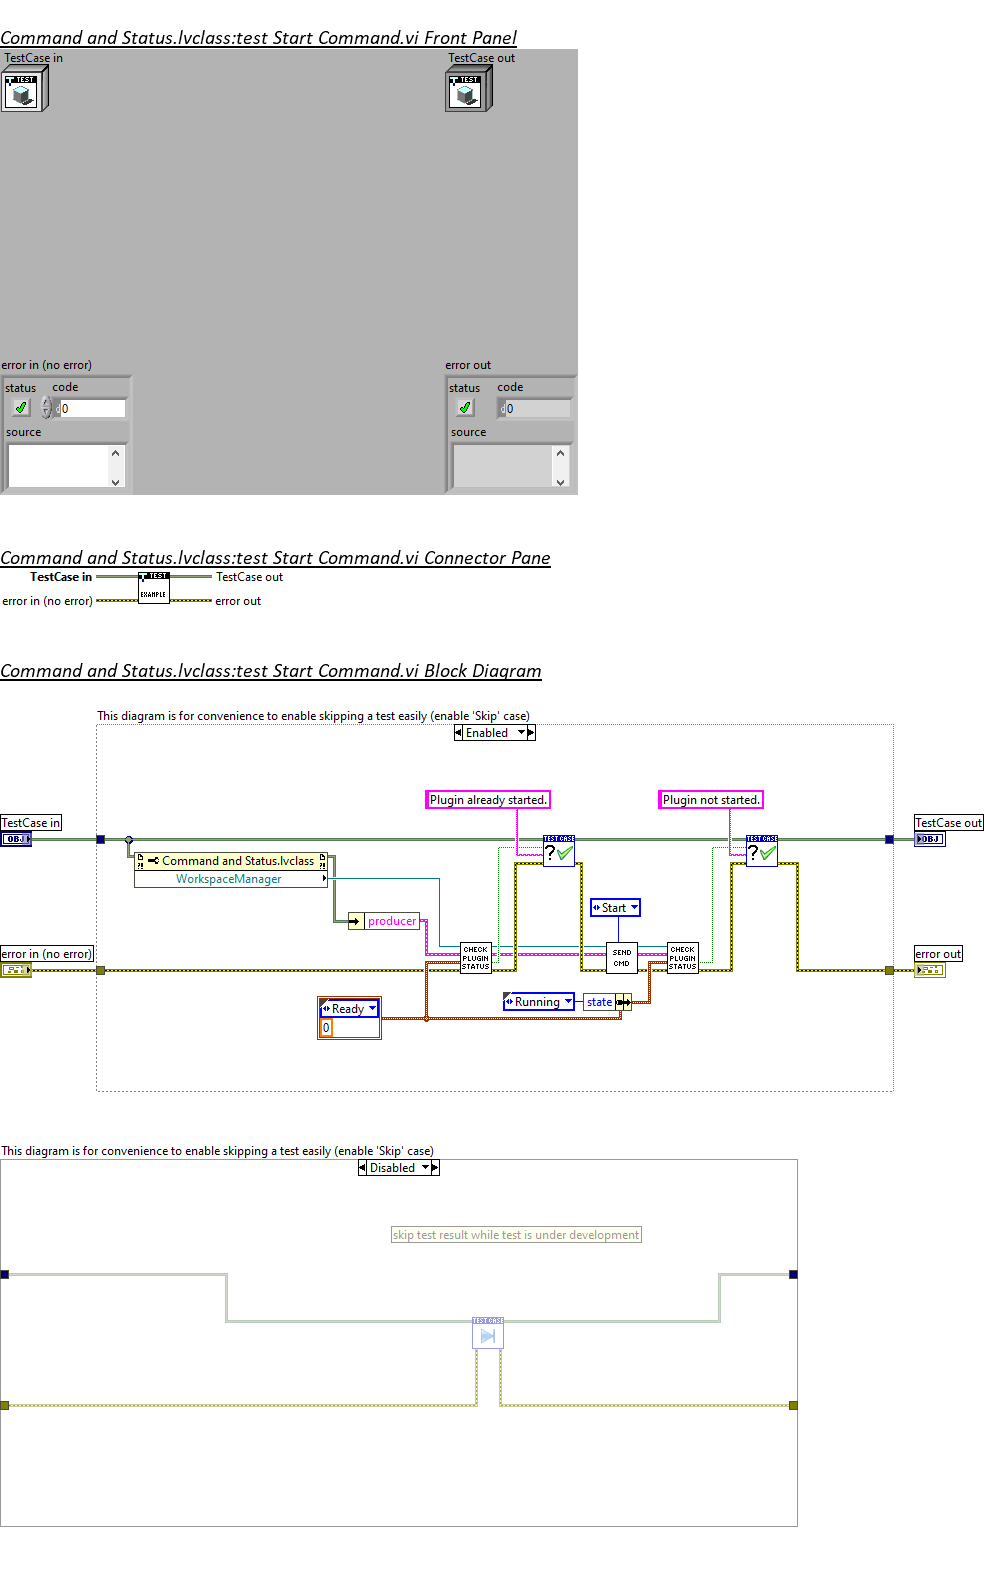 Command and Status.lvclass:test Start Command.vi Front Panel
TestCase in
TestCase out
TEST
TEST
error in (no error)
error out
status code
status code
d 0
d 0
source
source
Command and Status.lvclass:test Start Command.vi Connector Pane
TestCase in
TEST
TestCase out
error in (no error)
EXAMPLE
error out
Command and Status.lvclass:test Start Command.vi Block Diagram
This diagram is for convenience to enable skipping a test easily (enable 'Skip' case)
Enabled
Plugin already started.
Plugin not started.
TestCase in
TestCase out
OBJ
TESTCASE
TESTCASE
OBJ
?
?
Command and Status.lvclass
WorkspaceManager
Start
producer
error in (no error)
CHECK PLUGIN STATUS
SEND CMD
CHECK PLUGIN STATUS
error out
Ready
Running
state
0
This diagram is for convenience to enable skipping a test easily (enable 'Skip' case)
Disabled
skip test result while test is under development
TESTCASE